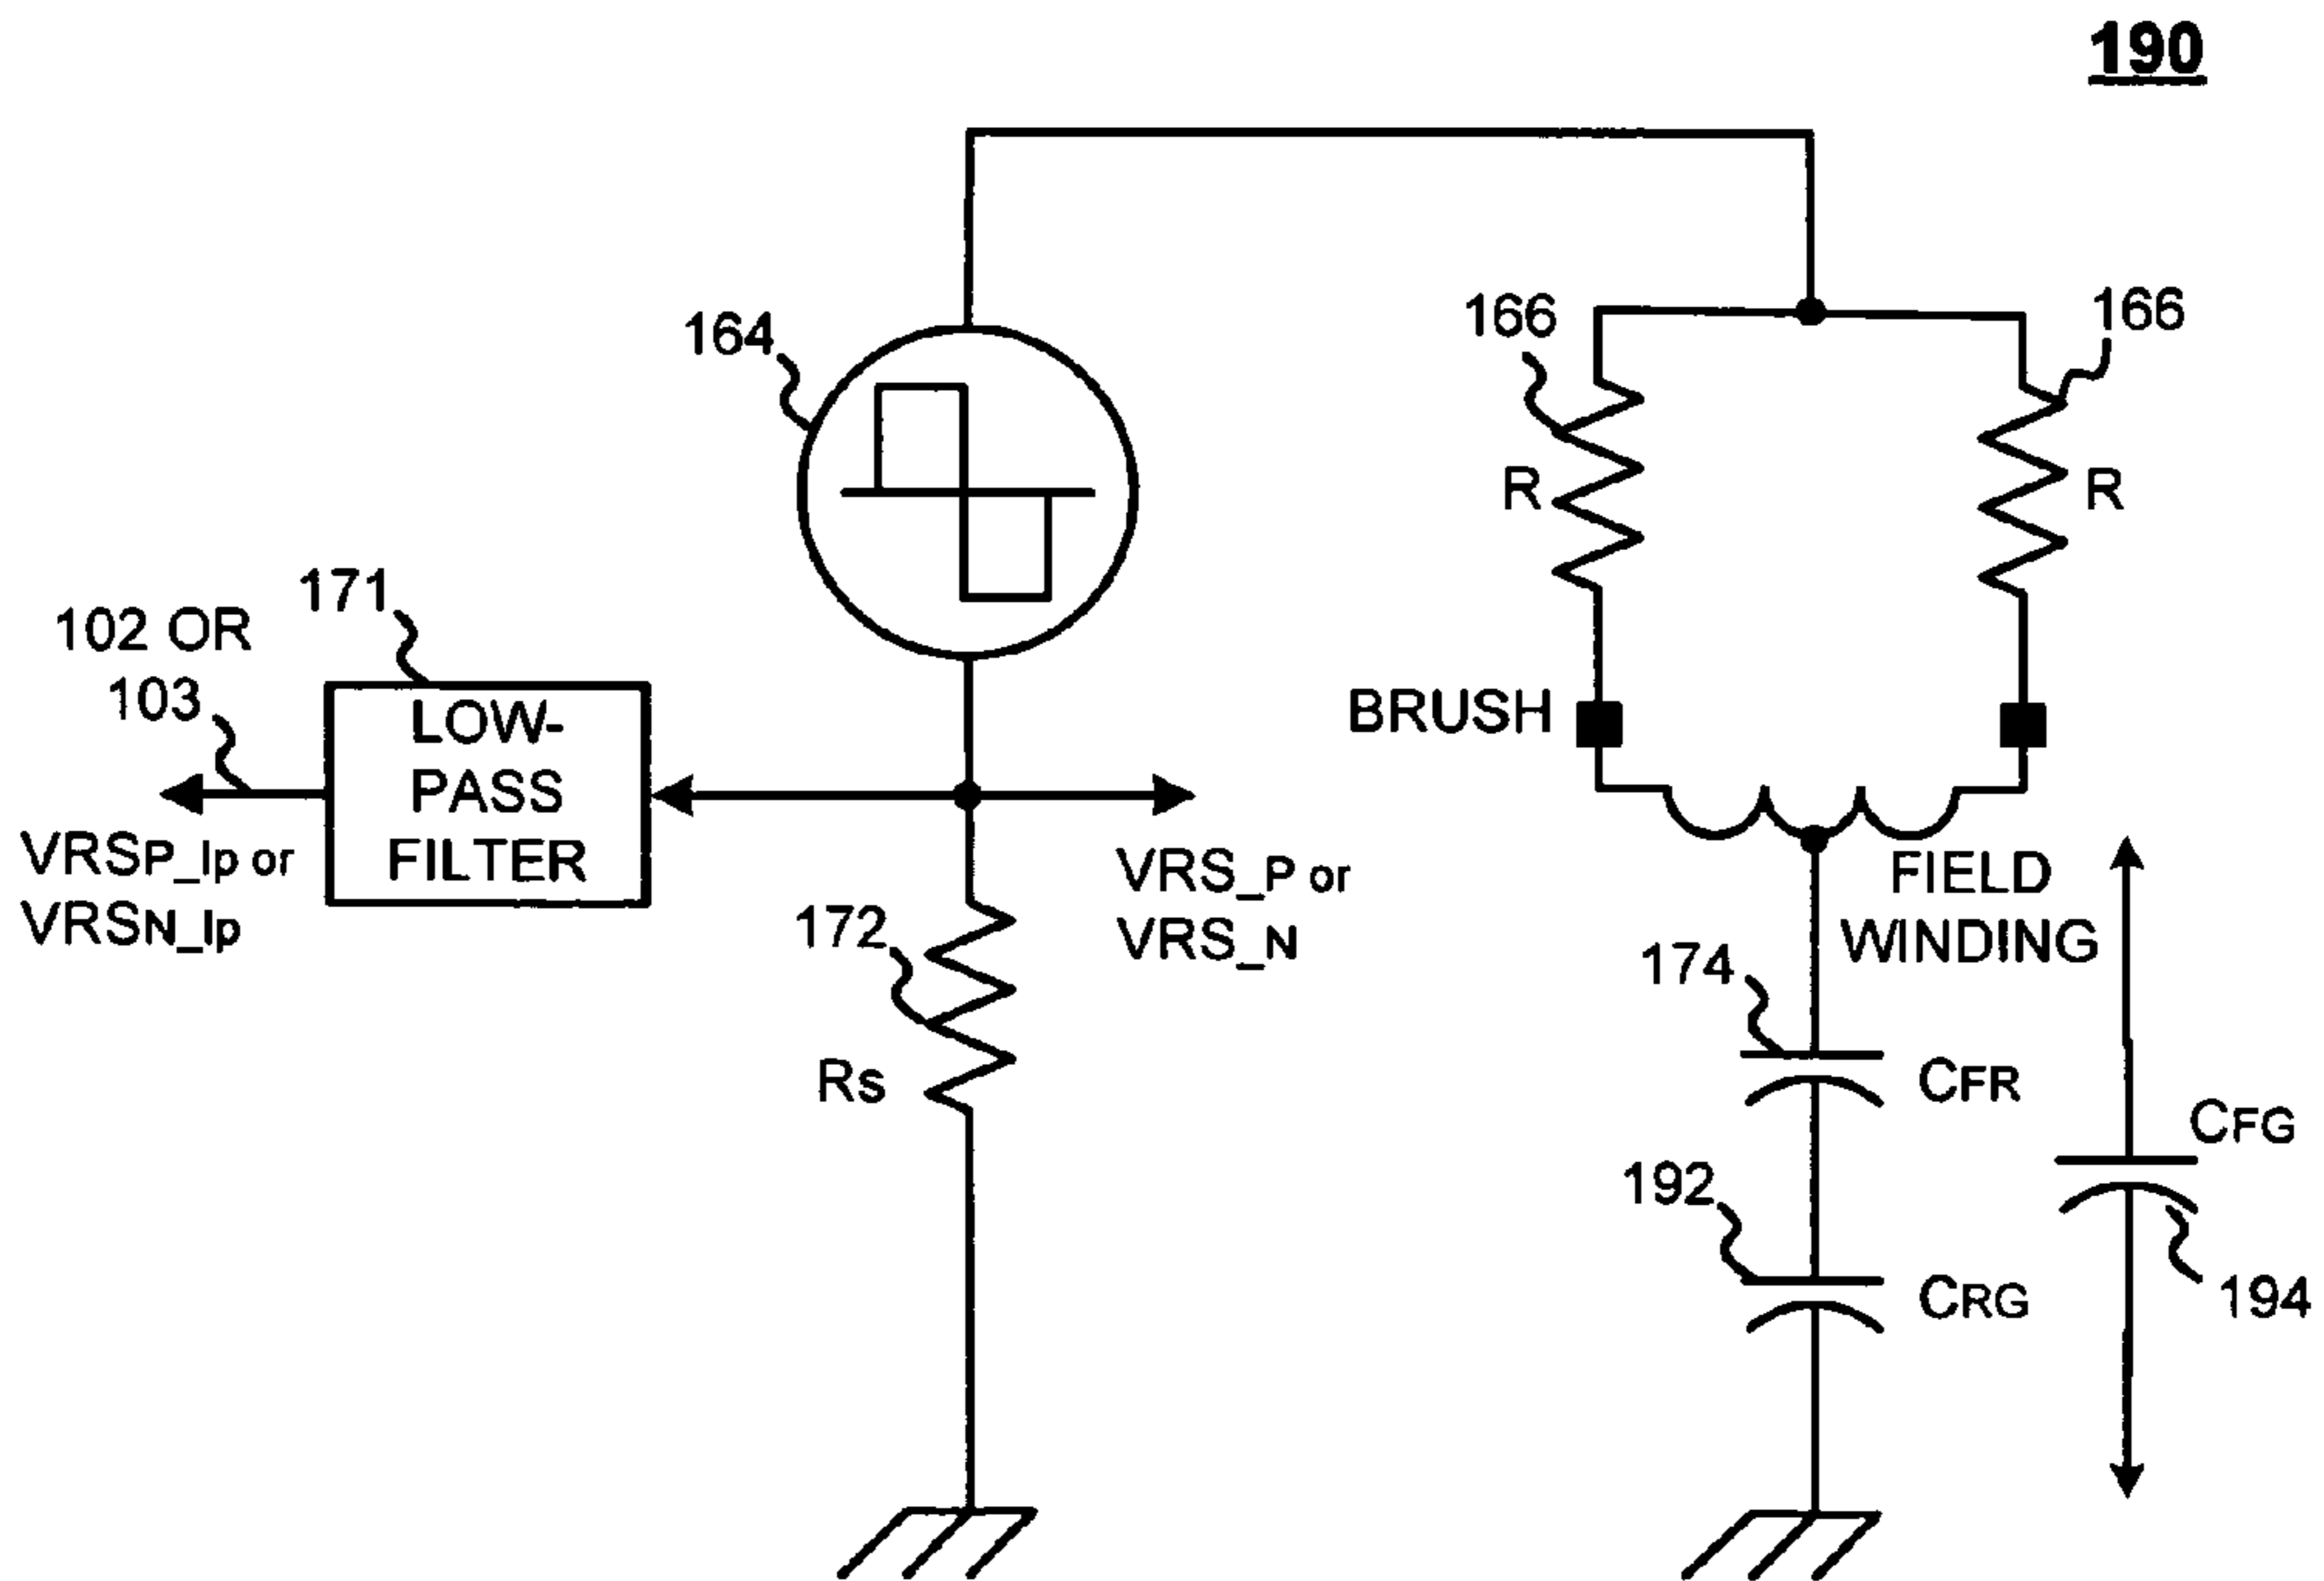 190
164
166
166
R
R
102 OR
103
171
LOW-
PASS
FILTER
BRUSH
VRSP_lp or
VRSN_lp
VRS_P or
VRS_N
FIELD
WINDING
172
Rs
174
CFR
CFG
192
CRG
194